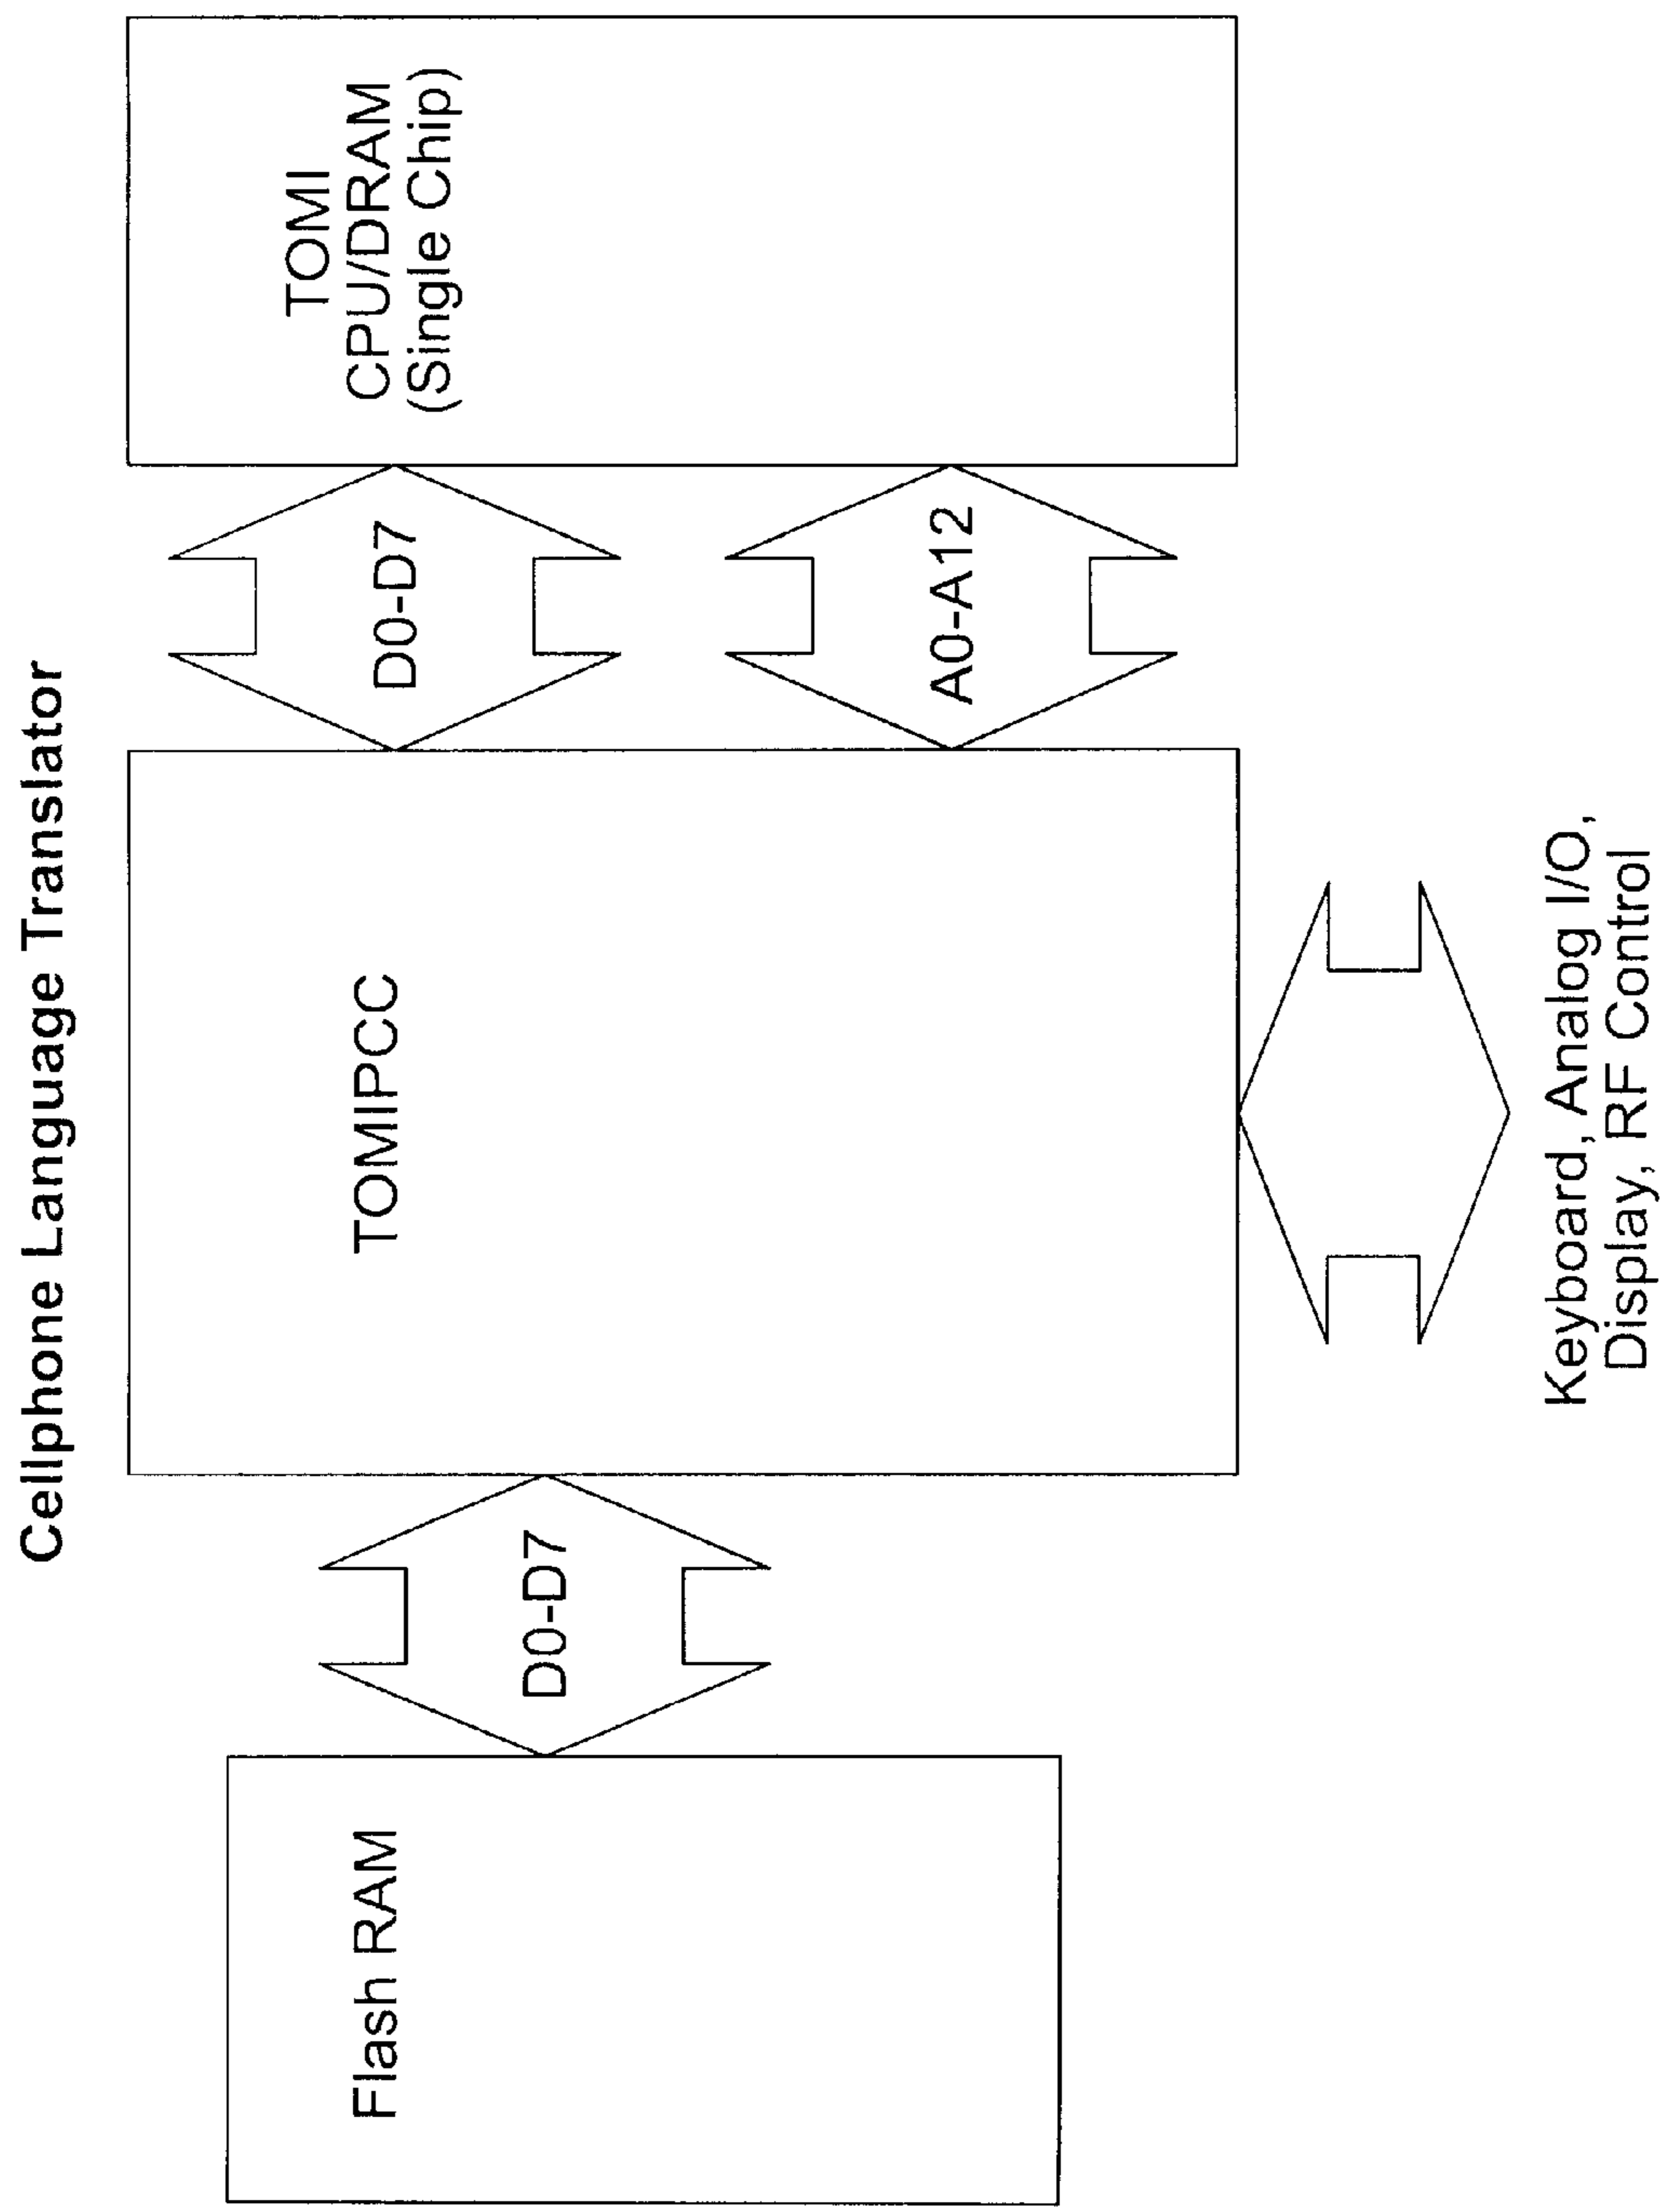 Cellphone Language Translator
Flash RAM
D0-D7
TOMIPCC
D0-D7
A0-A12
TOMI
CPU/DRAM
(Single Chip)
Keyboard, Analog I/O,
Display, RF Control